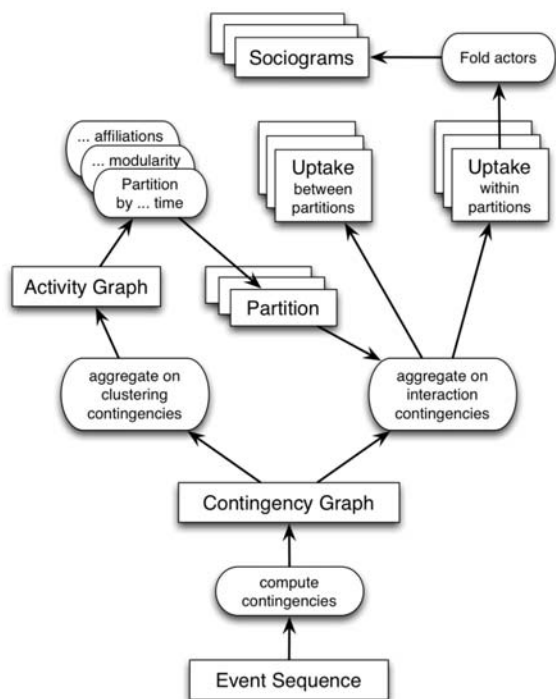 Sociograms
Fold actors
... affiliations
... modularity
Partition
by ... time
Uptake
between
partitions
Uptake
within
partitions
Activity Graph
Partition
aggregate on
clustering
contingencies
aggregate on
interaction
contingencies
Contingency Graph
compute
contingencies
Event Sequence